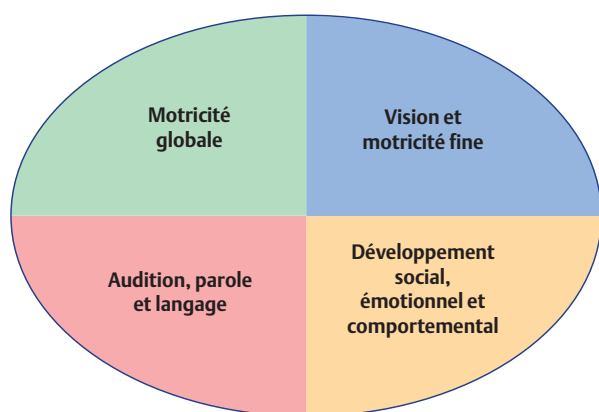 Motricité
globale
Vision et
motricité fine
Audition, parole
et langage
Développement
social,
émotionnel et
comportemental